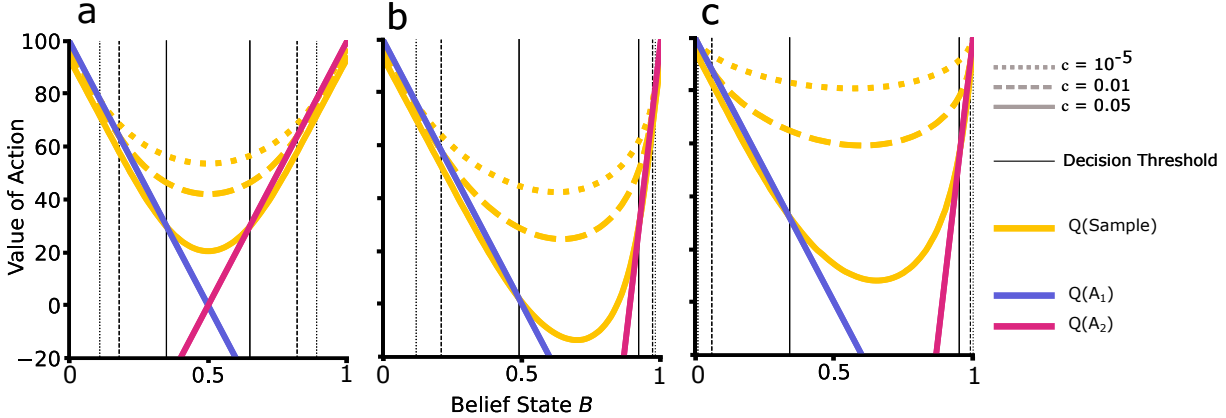 a b c
100
80
60
40
20
0
−20
Value of Action
0 0.5 1
0 0.5 1
0 0.5 1
Belief State B
c = 10⁻⁵
c = 0.01
c = 0.05
Decision Threshold
Q(Sample)
Q(A₁)
Q(A₂)